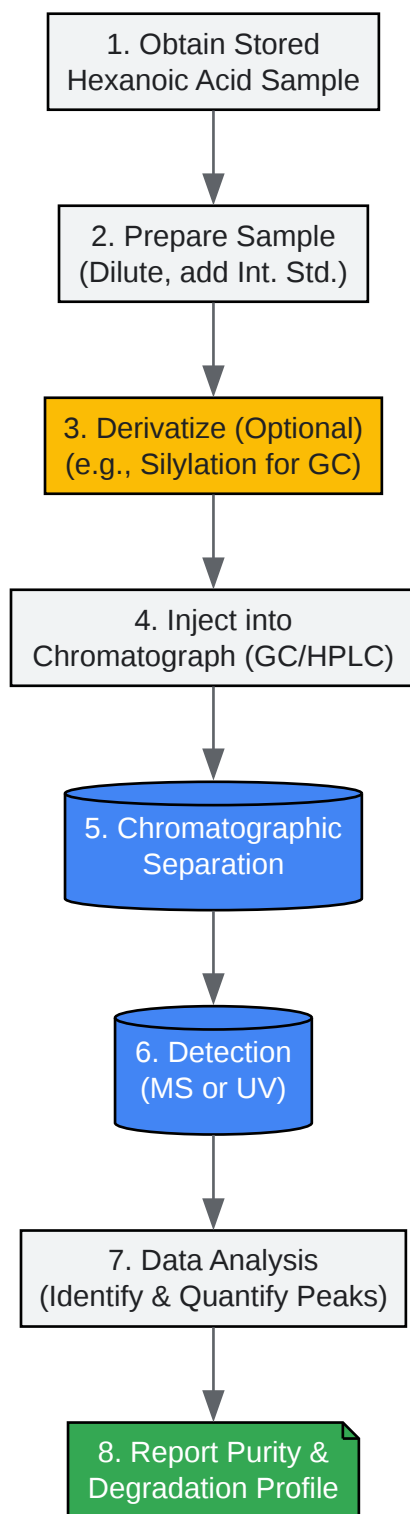 1. Obtain Stored
Hexanoic Acid Sample
2. Prepare Sample
(Dilute, add Int. Std.)
3. Derivatize (Optional)
(e.g., Silylation for GC)
4. Inject into
Chromatograph (GC/HPLC)
5. Chromatographic
Separation
6. Detection
(MS or UV)
7. Data Analysis
(Identify & Quantify Peaks)
8. Report Purity &
Degradation Profile